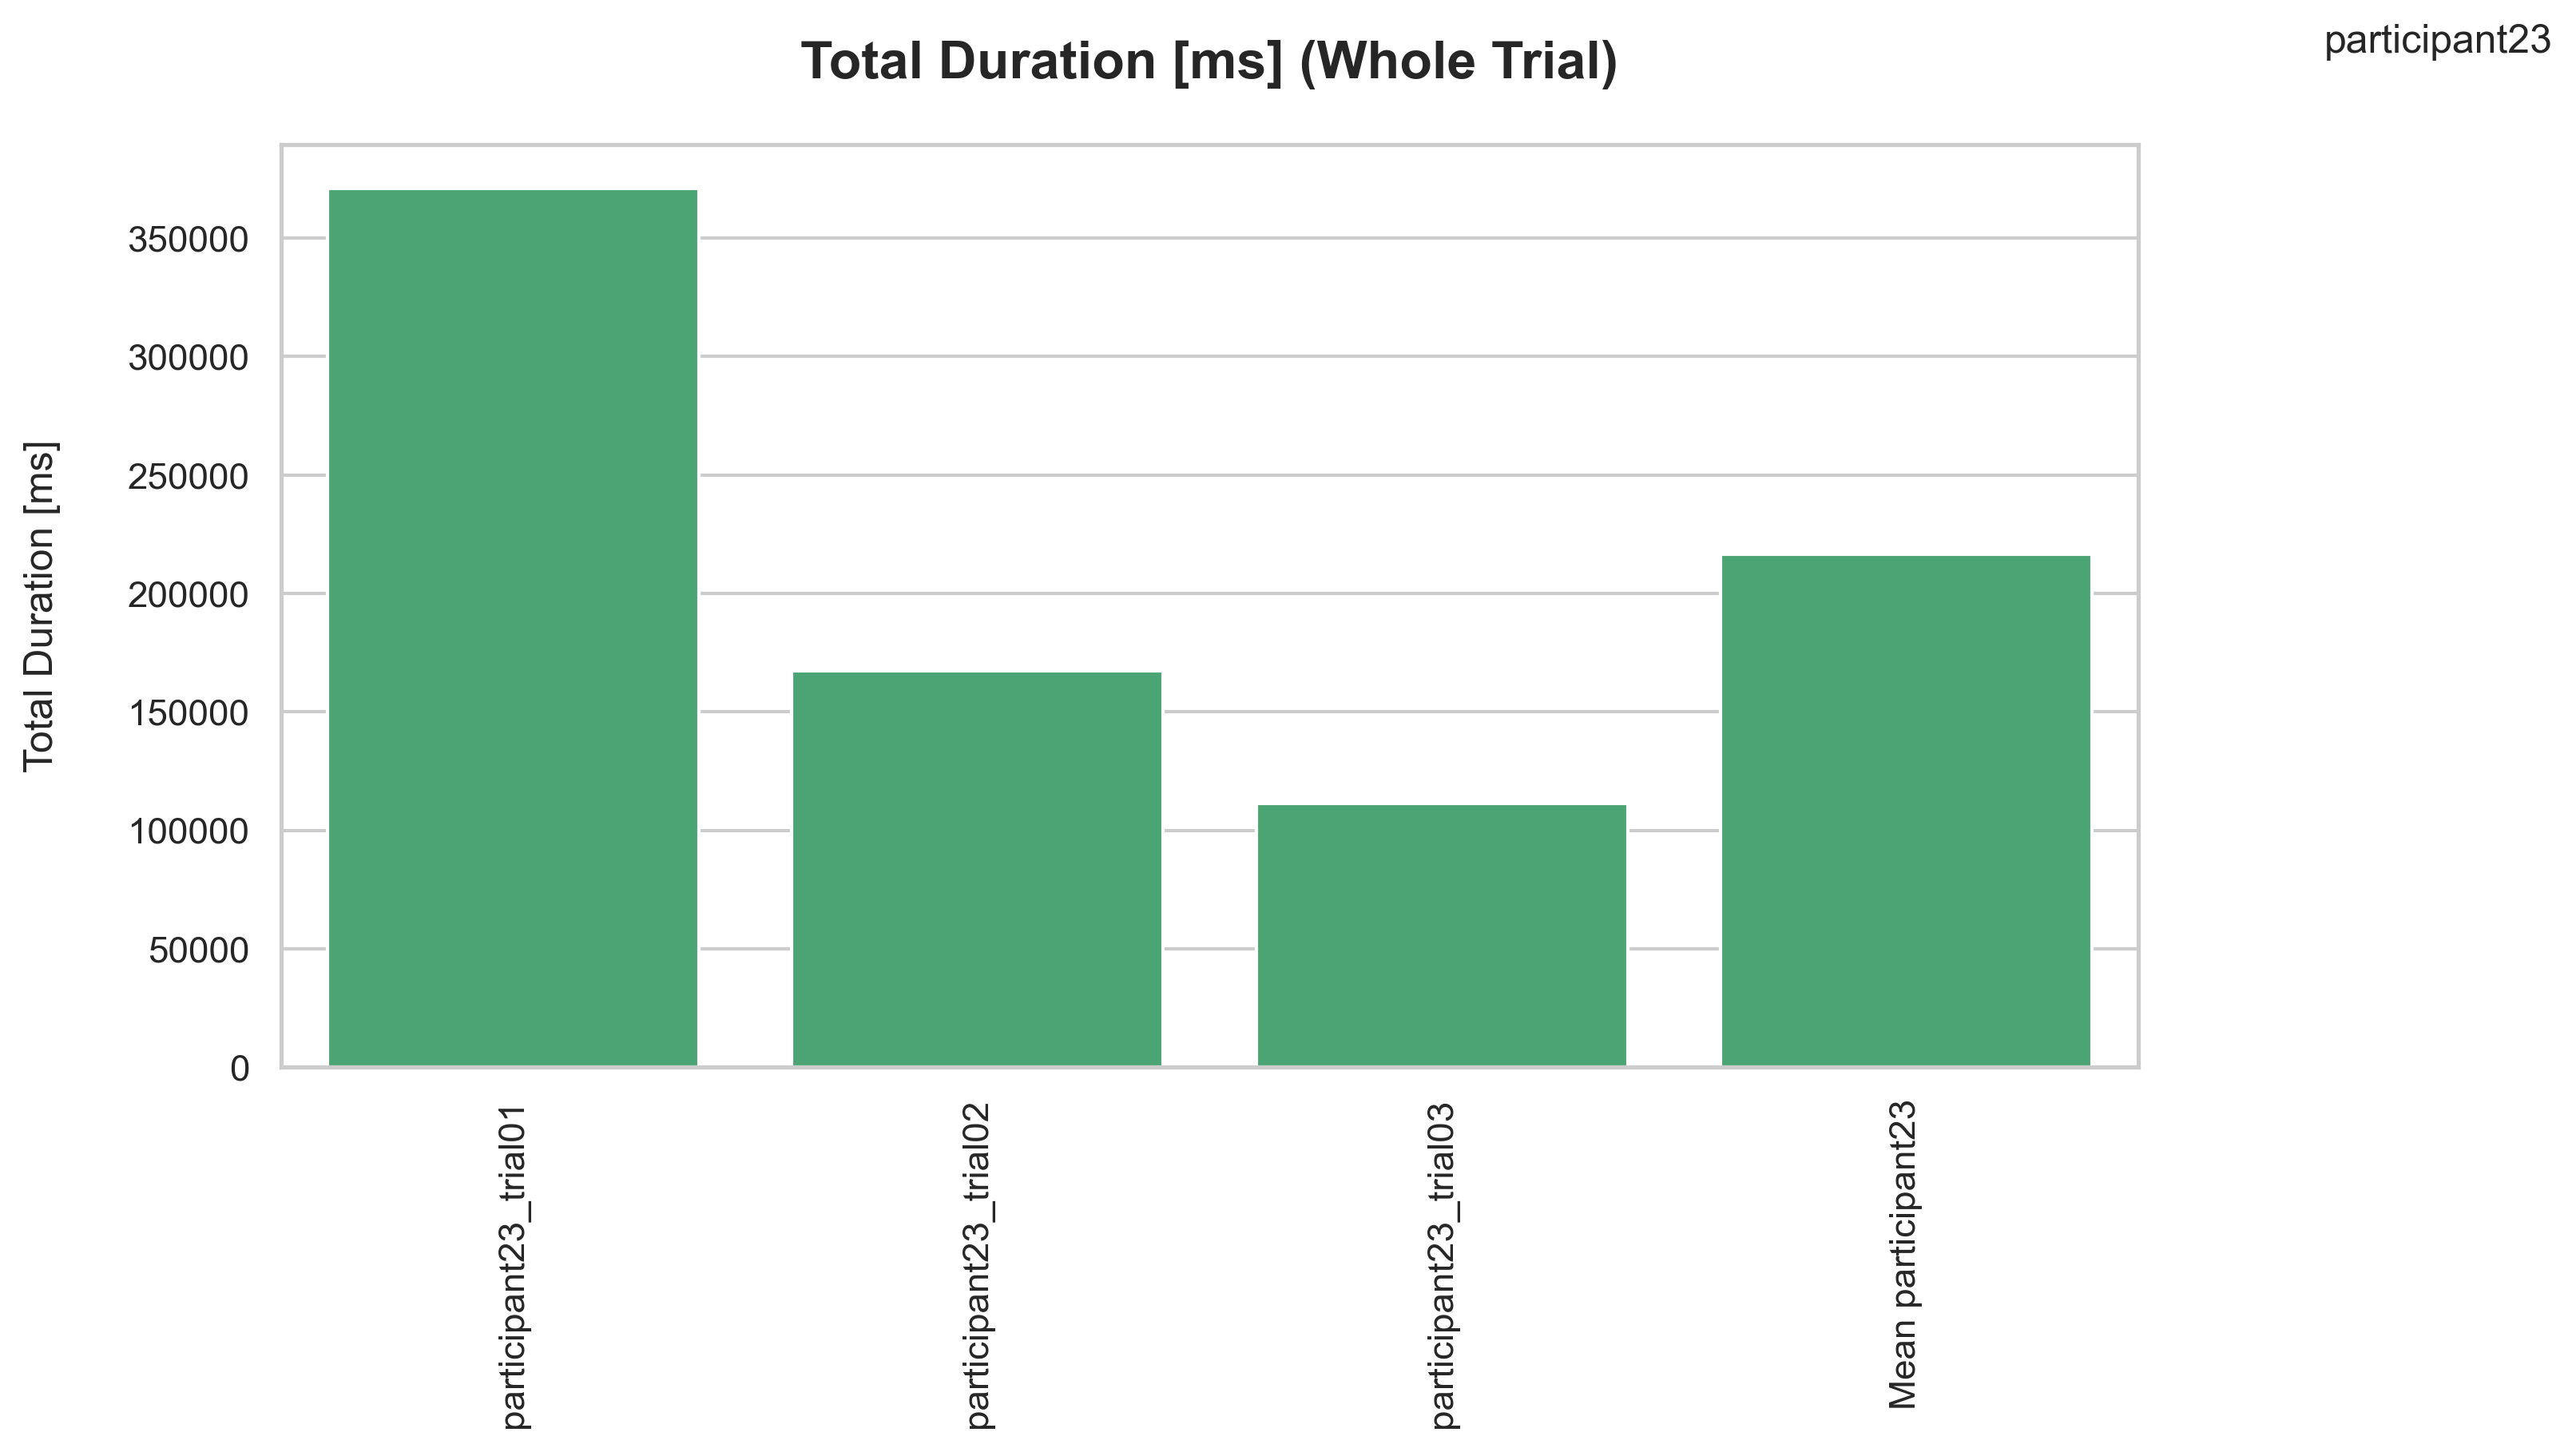 participant23
Total Duration [ms] (Whole Trial)
Total Duration [ms]
350000
300000
250000
200000
150000
100000
50000
0
participant23_trial01
participant23_trial02
participant23_trial03
Mean participant23